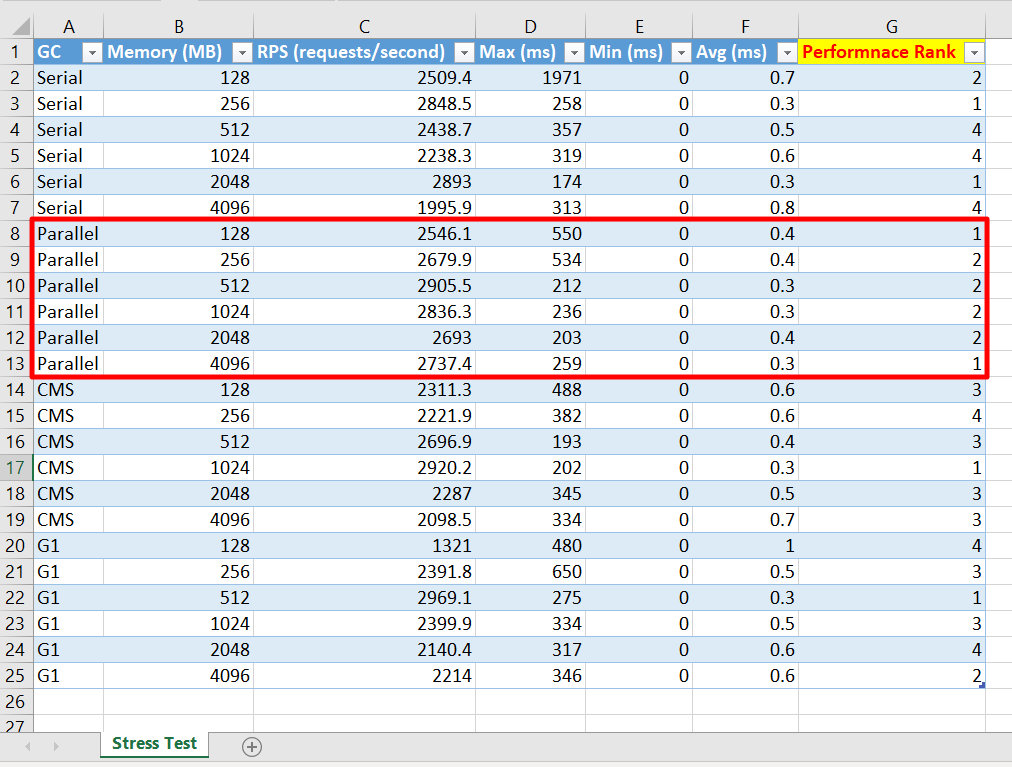 A B C D E F G
1 GC Memory (MB) RPS (requests/second) Max (ms) Min (ms) Avg (ms) Performnace Rank
2 Serial 128 2509.4 1971 0 0.7 2
3 Serial 256 2848.5 258 0 0.3 1
4 Serial 512 2438.7 357 0 0.5 4
5 Serial 1024 2238.3 319 0 0.6 4
6 Serial 2048 2893 174 0 0.3 1
7 Serial 4096 1995.9 313 0 0.8 4
8 Parallel 128 2546.1 550 0 0.4 1
9 Parallel 256 2679.9 534 0 0.4 2
10 Parallel 512 2905.5 212 0 0.3 2
11 Parallel 1024 2836.3 236 0 0.3 2
12 Parallel 2048 2693 203 0 0.4 2
13 Parallel 4096 2737.4 259 0 0.3 1
14 CMS 128 2311.3 488 0 0.6 3
15 CMS 256 2221.9 382 0 0.6 4
16 CMS 512 2696.9 193 0 0.4 3
17 CMS 1024 2920.2 202 0 0.3 1
18 CMS 2048 2287 345 0 0.5 3
19 CMS 4096 2098.5 334 0 0.7 3
20 G1 128 1321 480 0 1 4
21 G1 256 2391.8 650 0 0.5 3
22 G1 512 2969.1 275 0 0.3 1
23 G1 1024 2399.9 334 0 0.5 3
24 G1 2048 2140.4 317 0 0.6 4
25 G1 4096 2214 346 0 0.6 2
26
27
Stress Test